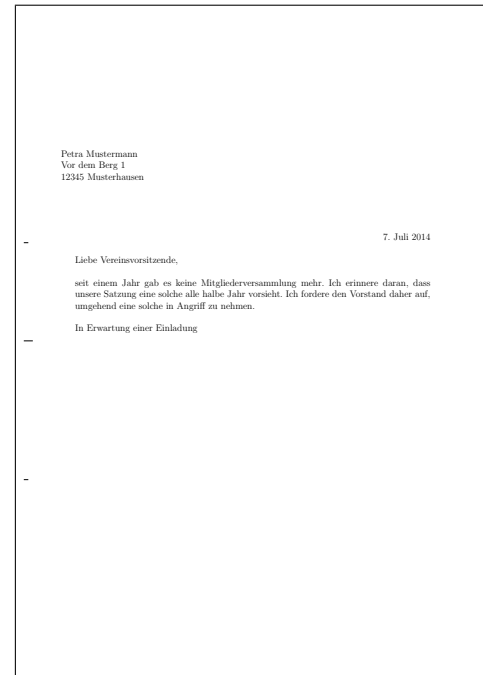 Petra Mustermann
Vor dem Berg 1
12345 Musterhausen
7. Juli 2014
Liebe Vereinsvorsitzende,
seit einem Jahr gab es keine Mitgliederversammlung mehr. Ich erinnere daran, dass
unsere Satzung eine solche alle halbe Jahr vorsieht. Ich fordere den Vorstand daher auf,
umgehend eine solche in Angriff zu nehmen.
In Erwartung einer Einladung